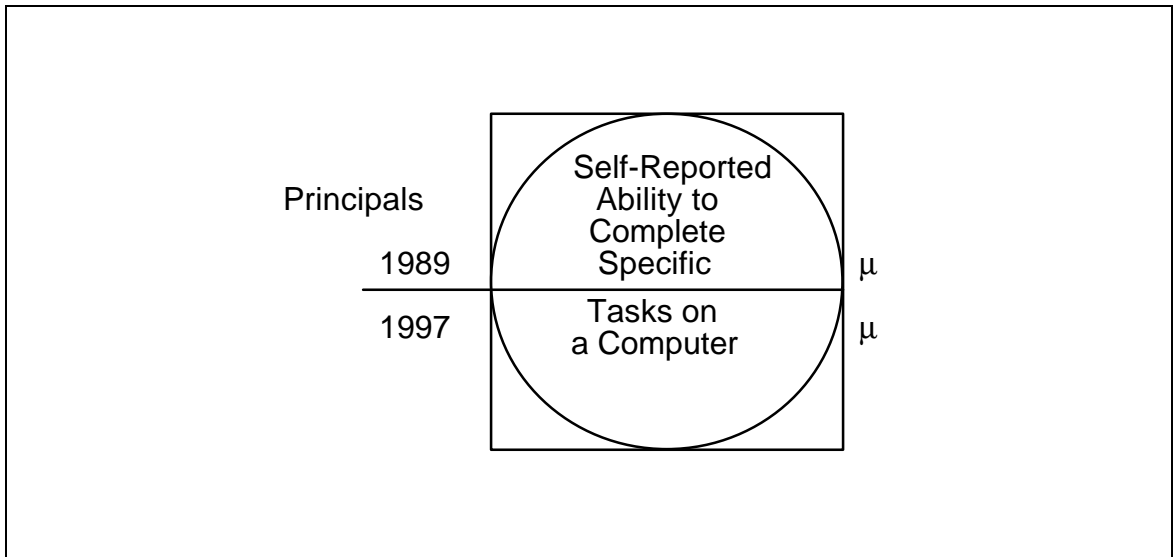 Self-Reported
Principals
Ability to
Complete
1989
Specific
μ
1997
Tasks on
μ
a Computer